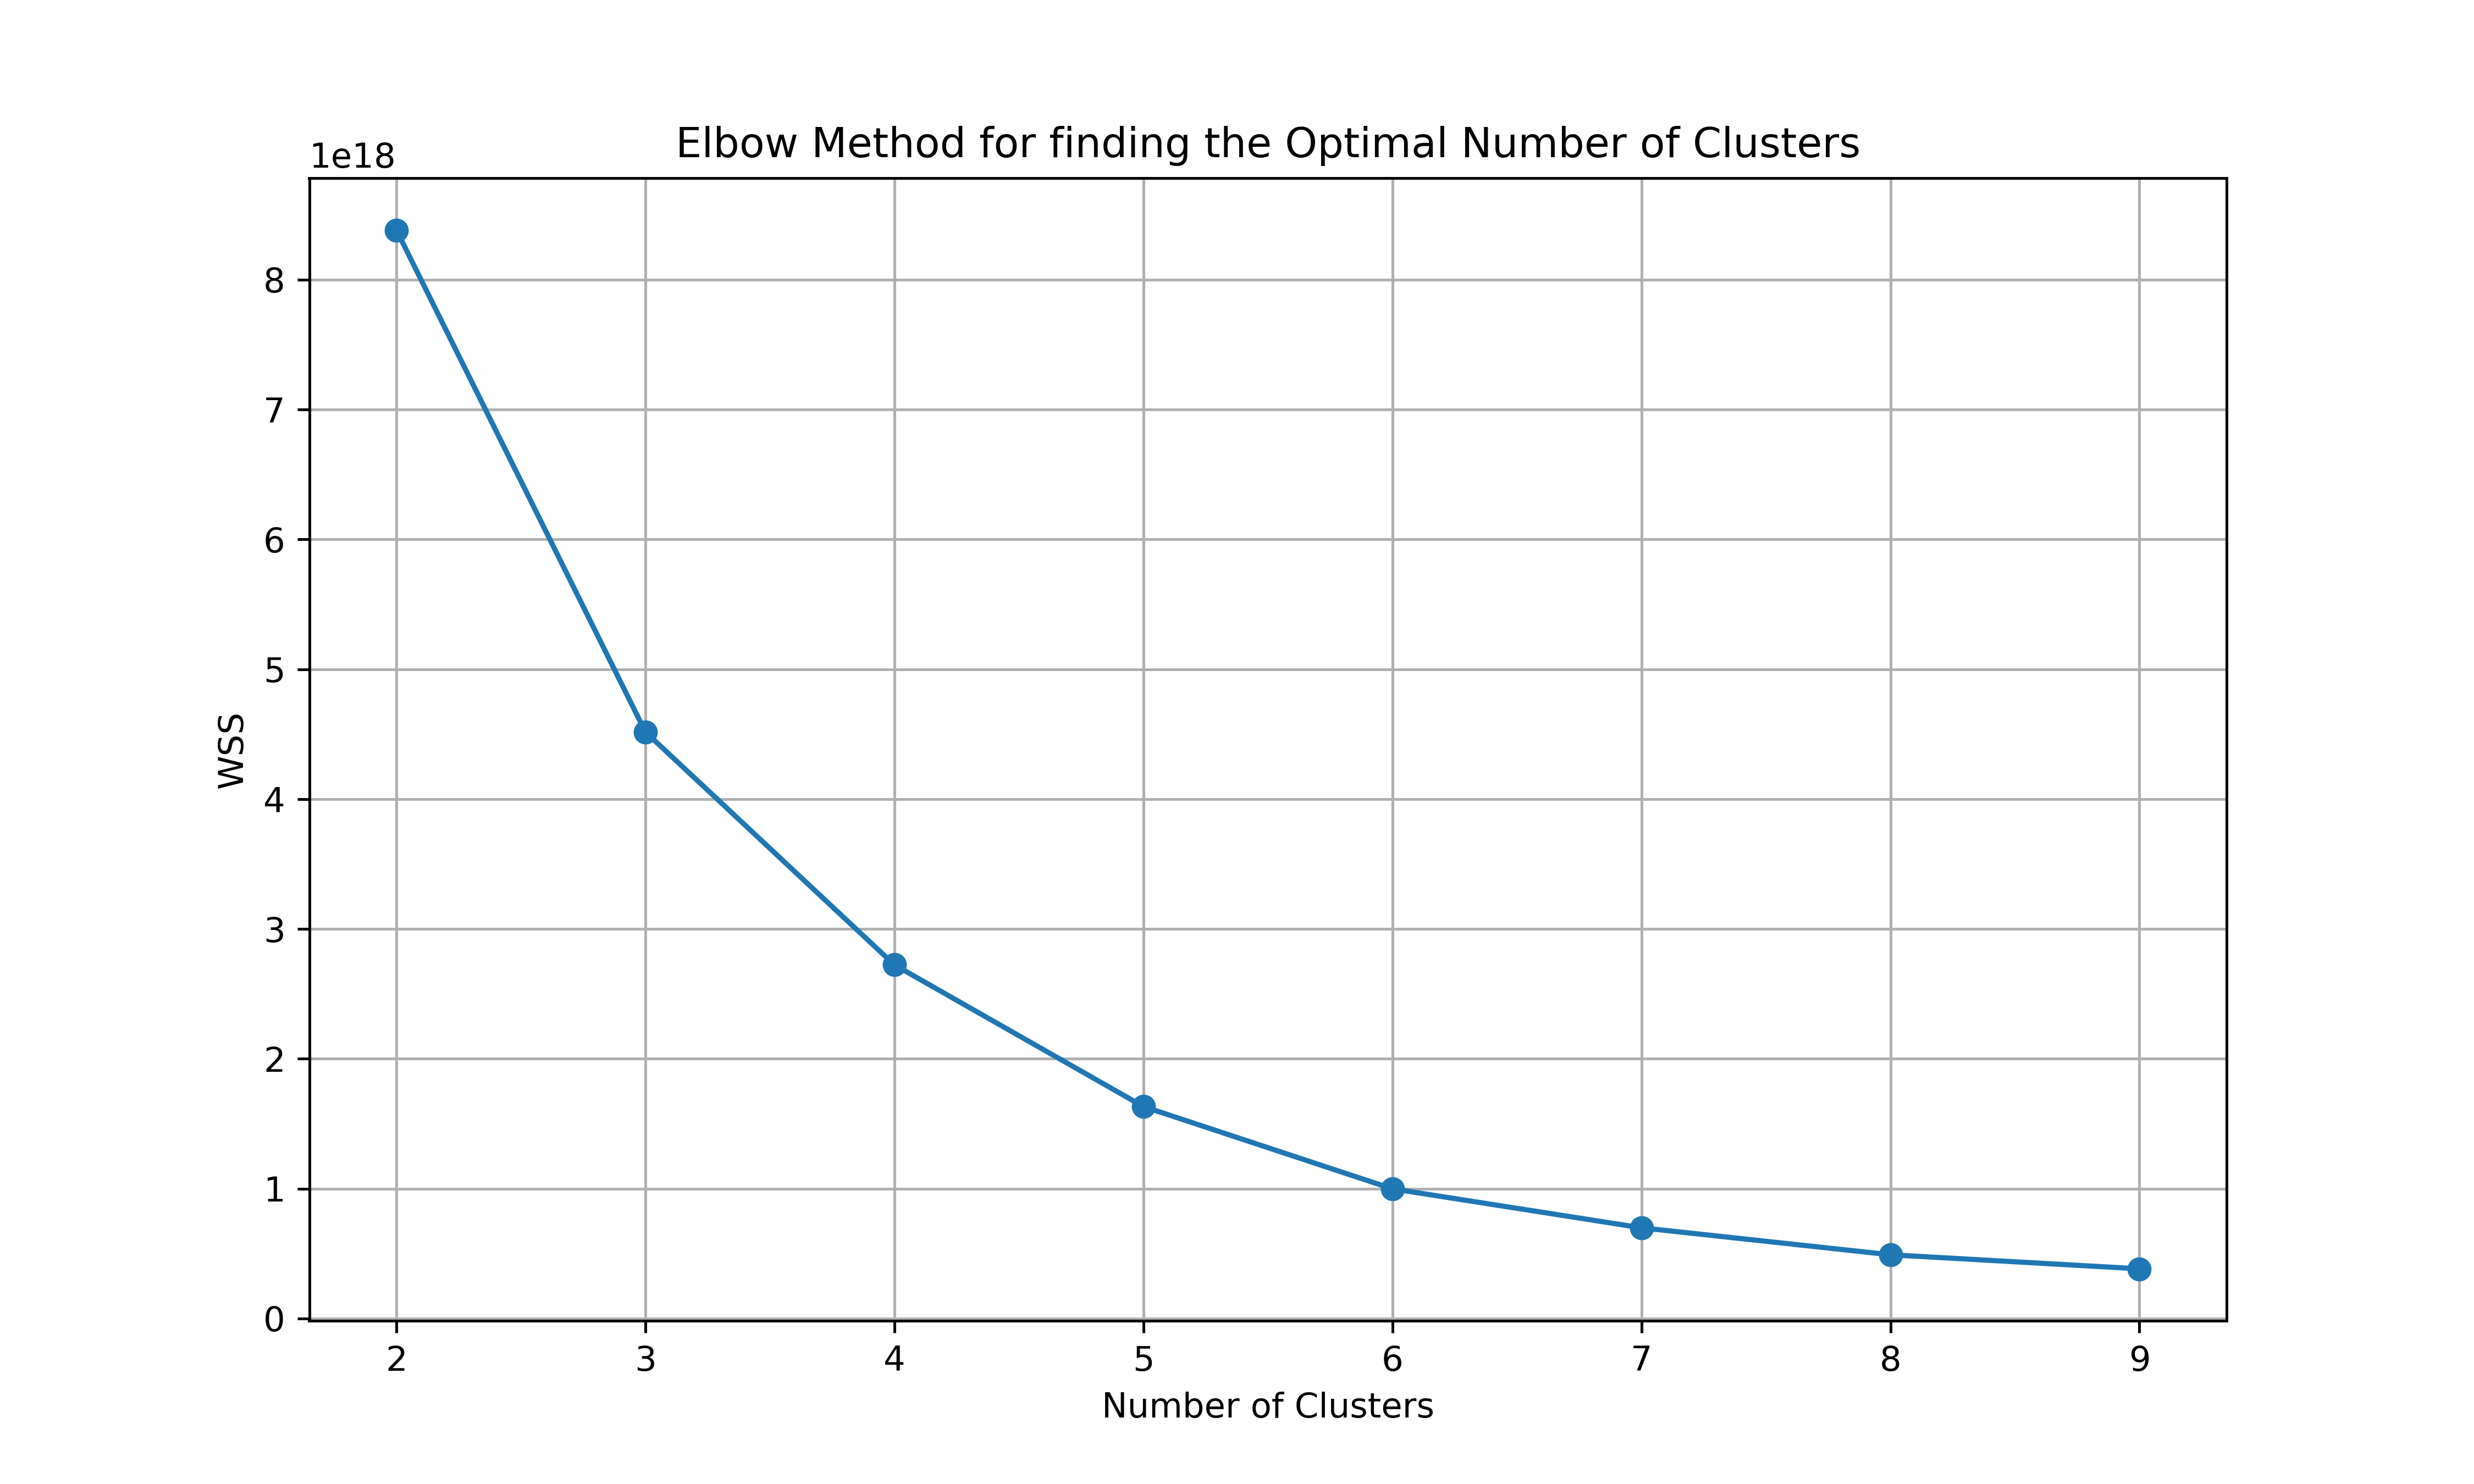 Elbow Method for finding the Optimal Number of Clusters
1e18
8
7
6
5
4
3
2
1
0
WSS
2 3 4 5 6 7 8 9
Number of Clusters